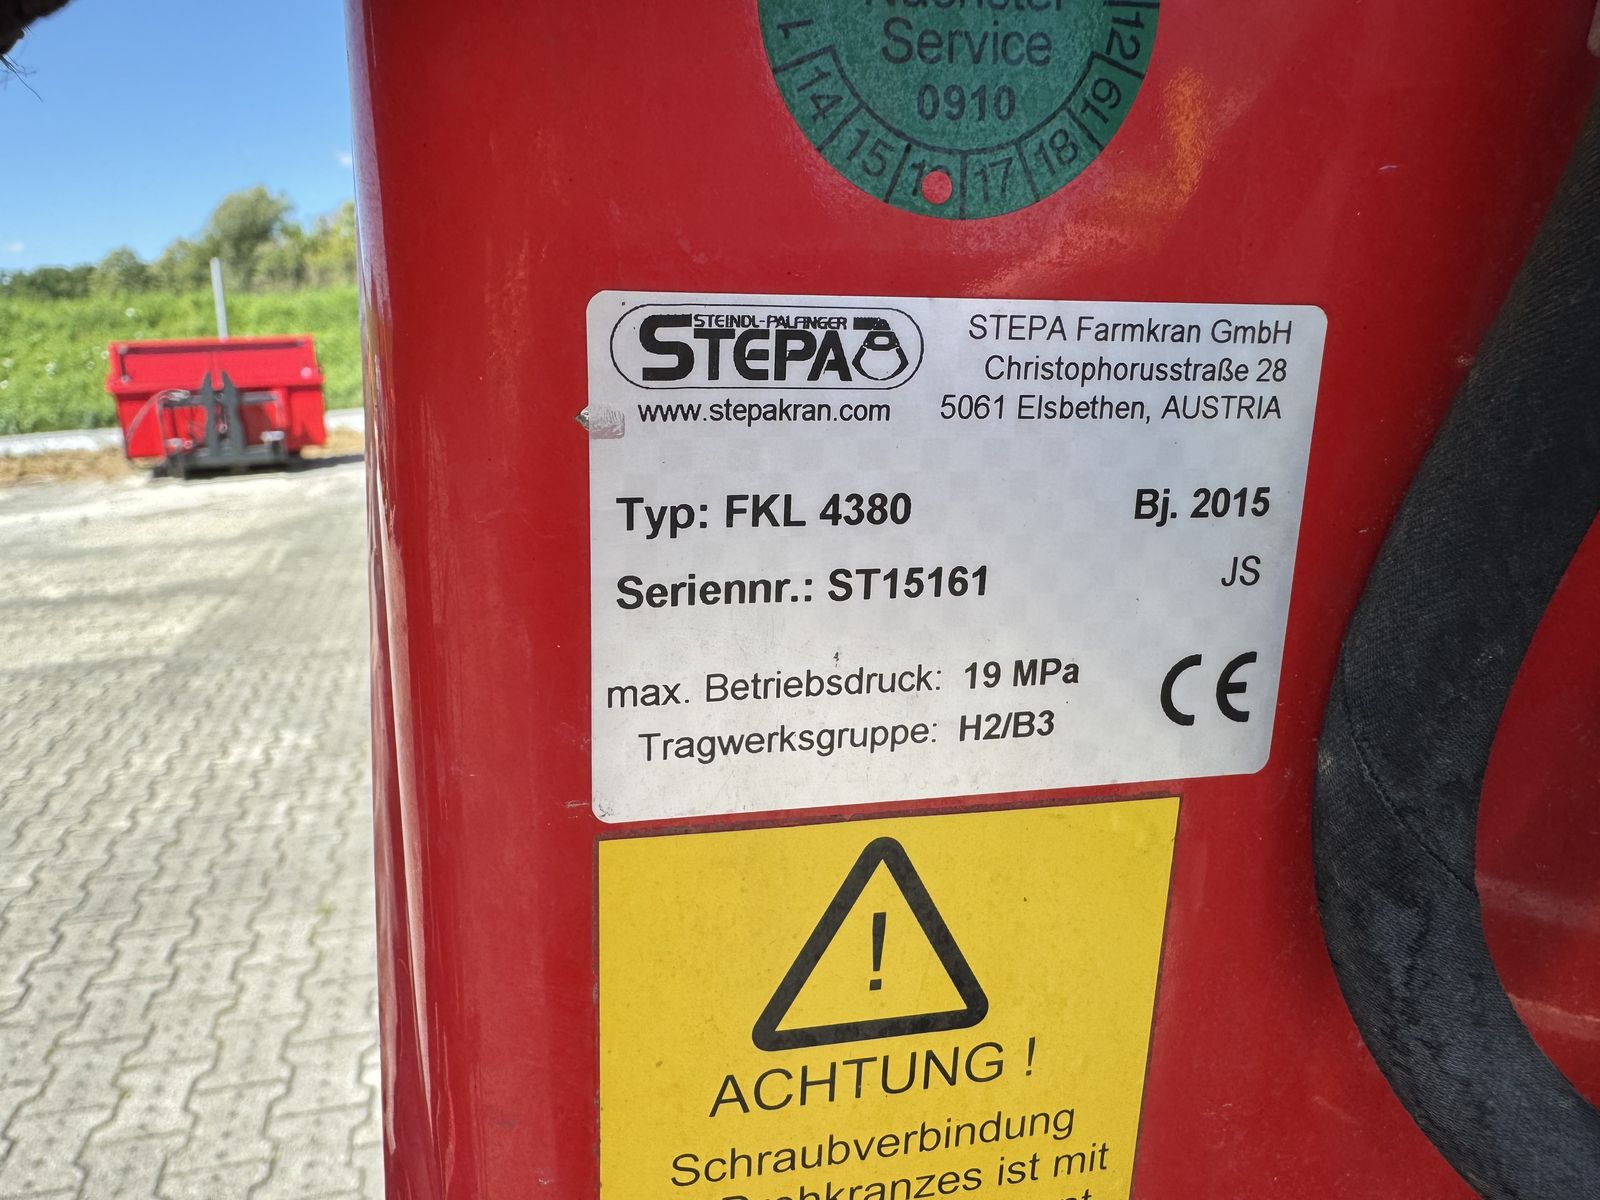 Nächster
Service
0910
12
14 15 17 18 19
STEINDL-PALFINGER
STEPA
www.stepakran.com
STEPA Farmkran GmbH
Christophorusstraße 28
5061 Elsbethen, AUSTRIA
Typ: FKL 4380
Bj. 2015
Seriennr.: ST15161
JS
max. Betriebsdruck: 19 MPa
Tragwerksgruppe: H2/B3
CE
!
ACHTUNG !
Schraubverbindung
Drehkranzes ist mit